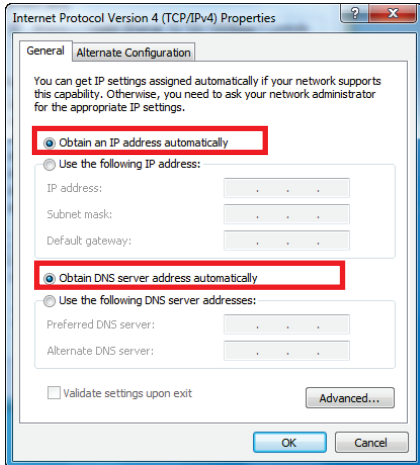 Internet Protocol Version 4 (TCP/IPv4) Properties
General
Alternate Configuration
You can get IP settings assigned automatically if your network supports
this capability. Otherwise, you need to ask your network administrator
for the appropriate IP settings.
Obtain an IP address automatically
Use the following IP address:
IP address:
Subnet mask:
Default gateway:
Obtain DNS server address automatically
Use the following DNS server addresses:
Preferred DNS server:
Alternate DNS server:
Validate settings upon exit
Advanced...
OK
Cancel